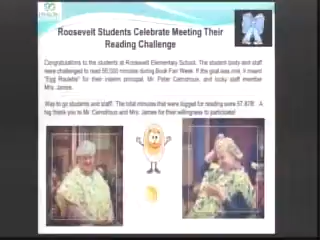 Roosevelt Students Celebrate Meeting Their
Reading Challenge
Congratulations to the students at Roosevelt Elementary School. The student body and staff
were challenged to read 55,000 minutes during Book Fair Week. If the goal was met, it meant
"Egg Roulette" for their interim principal, Mr. Peter and lucky staff member
Mrs. James.
Way to go students and staff! The total minutes that were logged for reading were 57,878! A
big thank you to Mr. and Mrs. James for their willingness to participate!